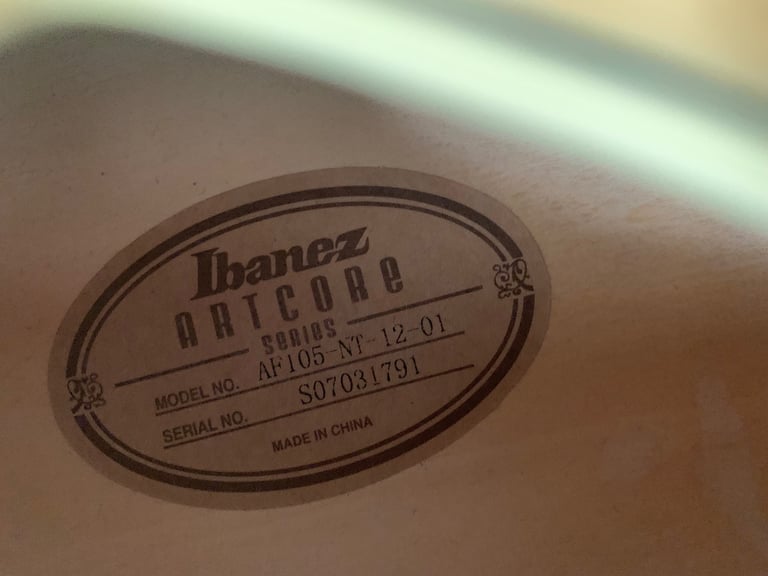 Ibanez
ARTCORE
SERIES
MODEL NO. AF105-NT-12-01
SERIAL NO. S07031791
MADE IN CHINA